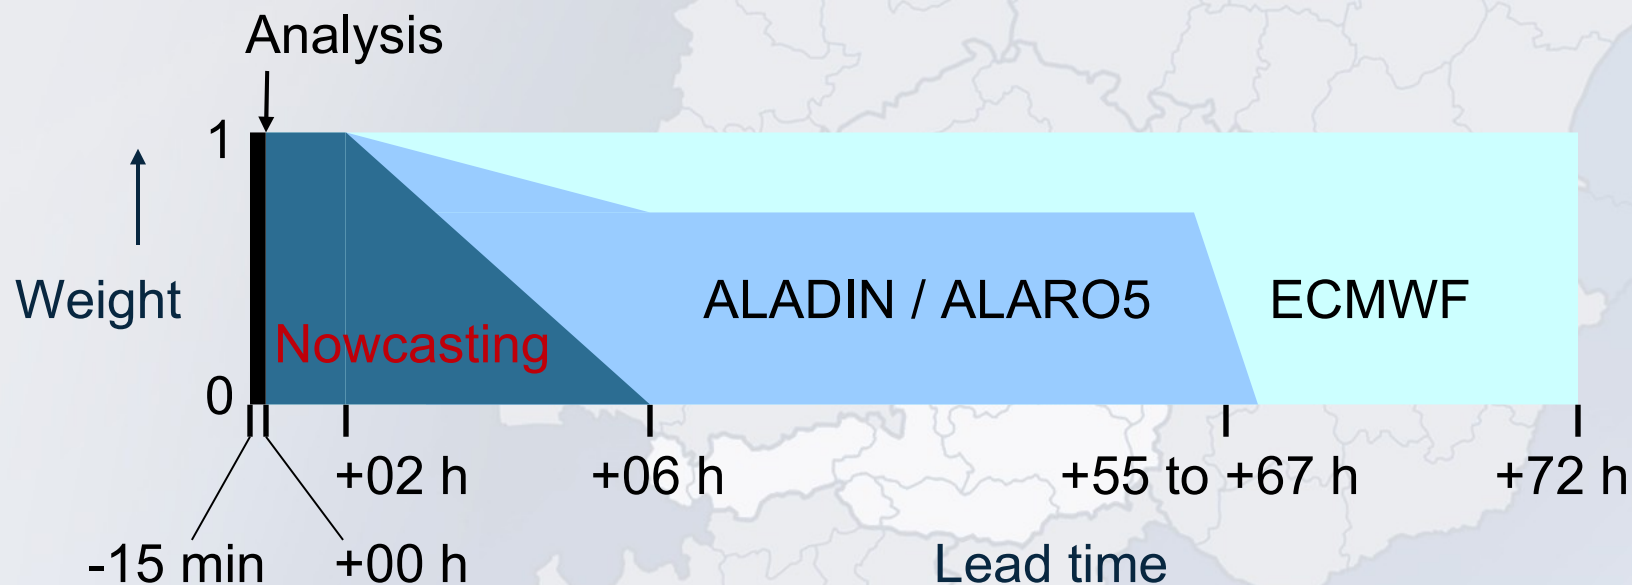 Analysis
1
Weight
ALADIN / ALARO5
ECMWF
Nowcasting
0
+02 h
+06 h
+55 to +67 h
+72 h
-15 min
+00 h
Lead time